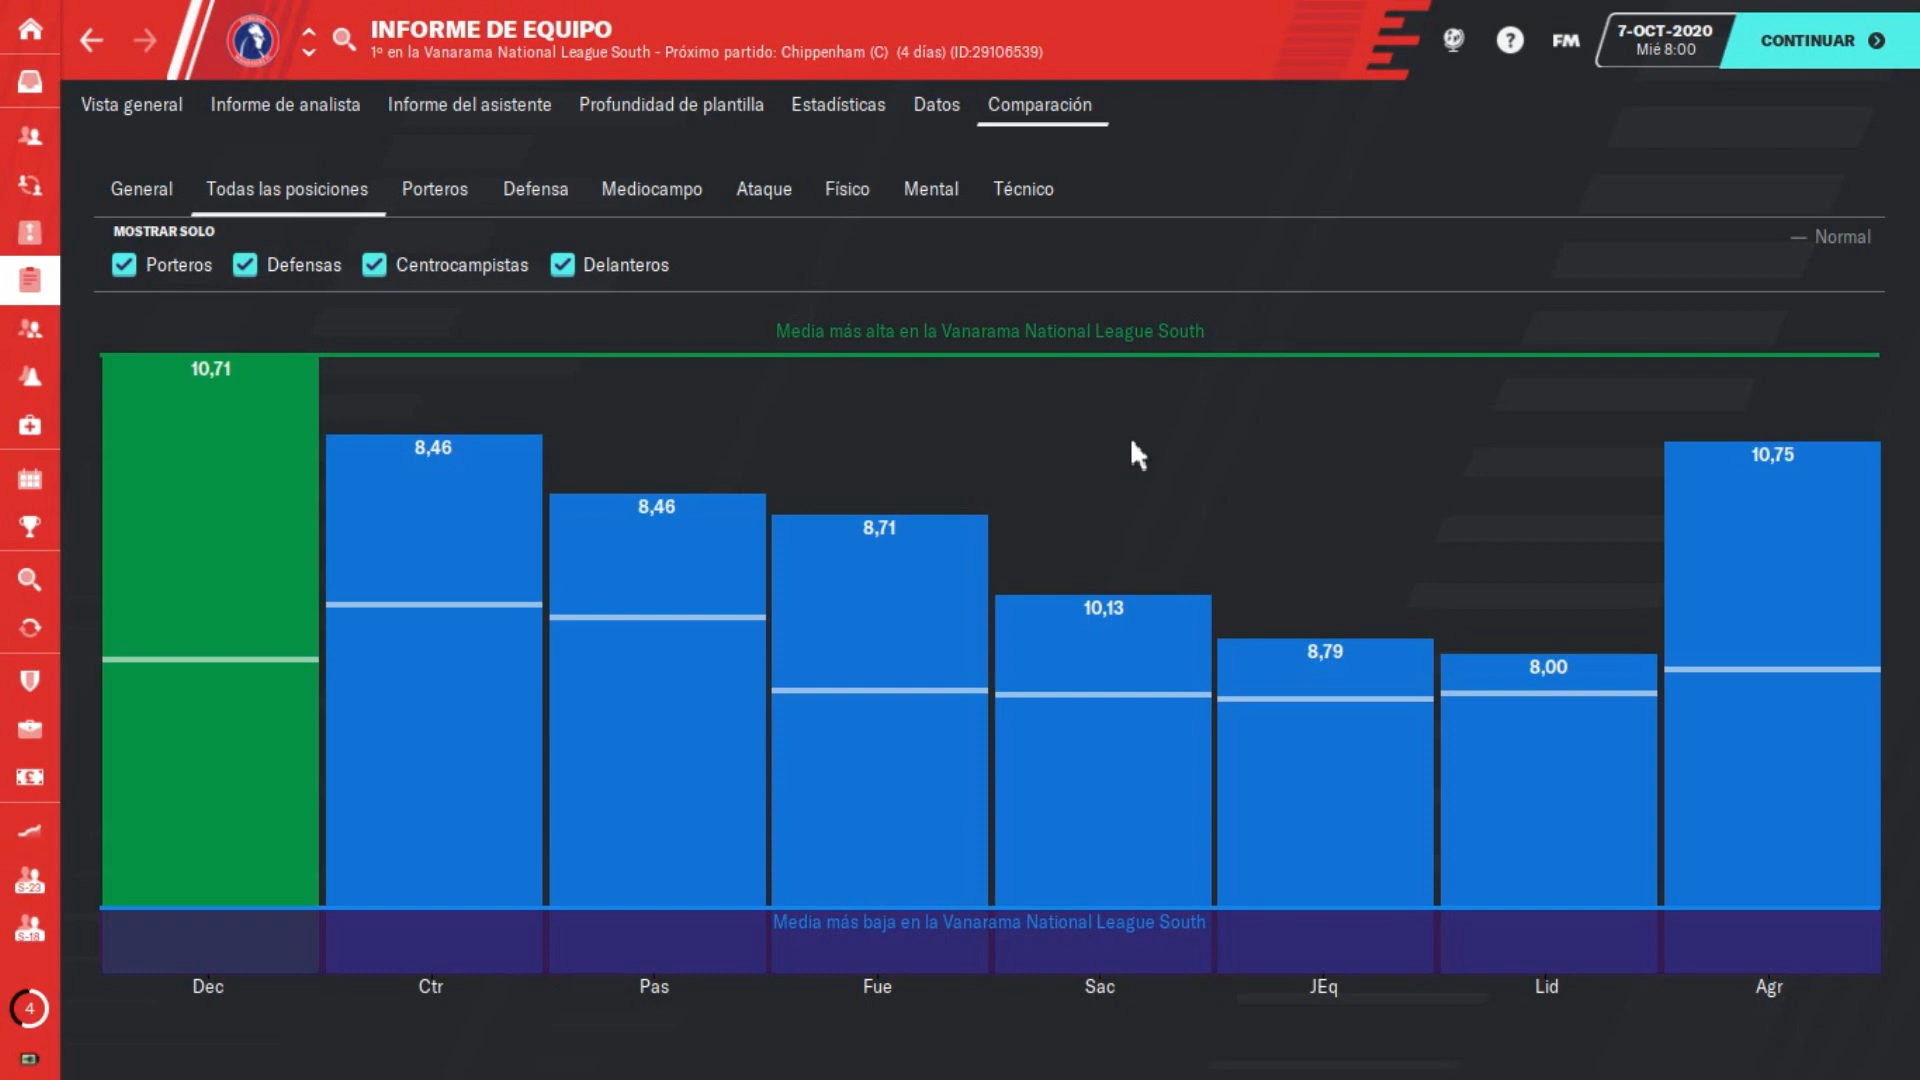 INFORME DE EQUIPO
1º en la Vanarama National League South - Próximo partido: Chippenham (C) (4 días) (ID:29106539)
FM
7-OCT-2020
Mié 8:00
CONTINUAR
Vista general Informe de analista Informe del asistente Profundidad de plantilla Estadísticas Datos Comparación
General Todas las posiciones Porteros Defensa Mediocampo Ataque Físico Mental Técnico
MOSTRAR SOLO
Normal
Porteros Defensas Centrocampistas Delanteros
Media más alta en la Vanarama National League South
10,71 8,46 8,46 8,71 10,13 8,79 8,00 10,75
Media más baja en la Vanarama National League South
Dec Ctr Pas Fue Sac JEq Lid Agr
S-23
S-18
4